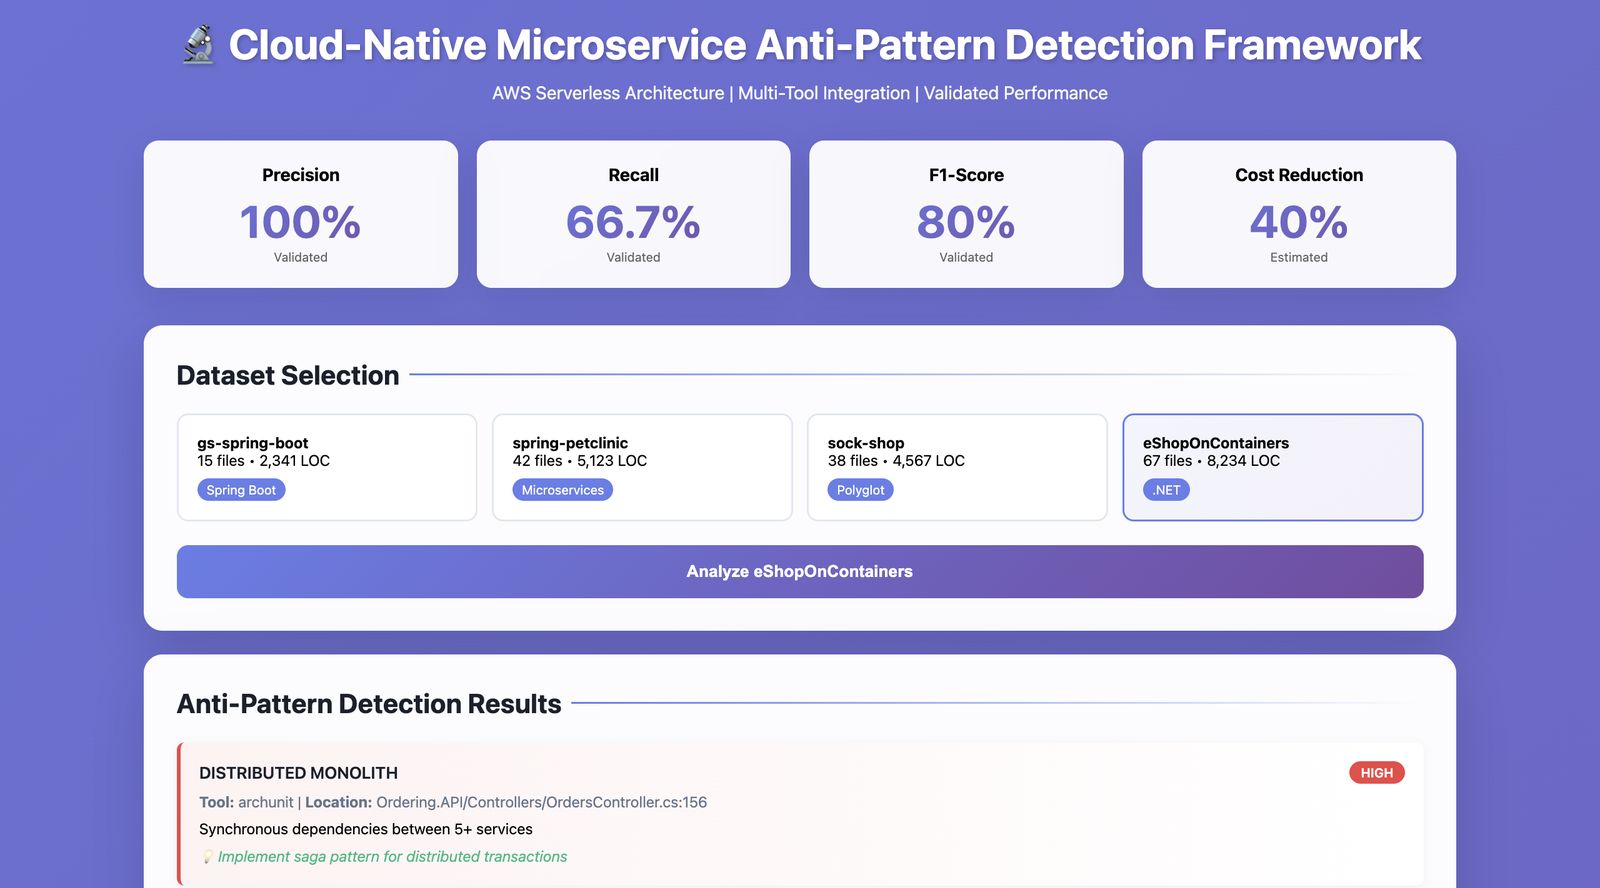 🔬 Cloud-Native Microservice Anti-Pattern Detection Framework
AWS Serverless Architecture | Multi-Tool Integration | Validated Performance
Precision
100%
Validated
Recall
66.7%
Validated
F1-Score
80%
Validated
Cost Reduction
40%
Estimated
Dataset Selection
gs-spring-boot
15 files • 2,341 LOC
Spring Boot
spring-petclinic
42 files • 5,123 LOC
Microservices
sock-shop
38 files • 4,567 LOC
Polyglot
eShopOnContainers
67 files • 8,234 LOC
.NET
Analyze eShopOnContainers
Anti-Pattern Detection Results
DISTRIBUTED MONOLITH
HIGH
Tool: archunit | Location: Ordering.API/Controllers/OrdersController.cs:156
Synchronous dependencies between 5+ services
💡 Implement saga pattern for distributed transactions